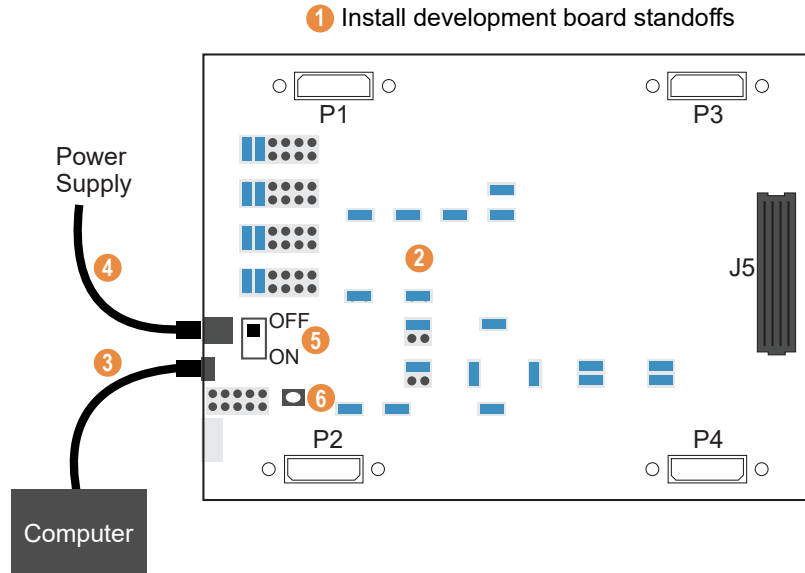 1 Install development board standoffs
P1
P3
Power
Supply
2
J5
4
OFF
5
3
ON
6
P2
P4
Computer